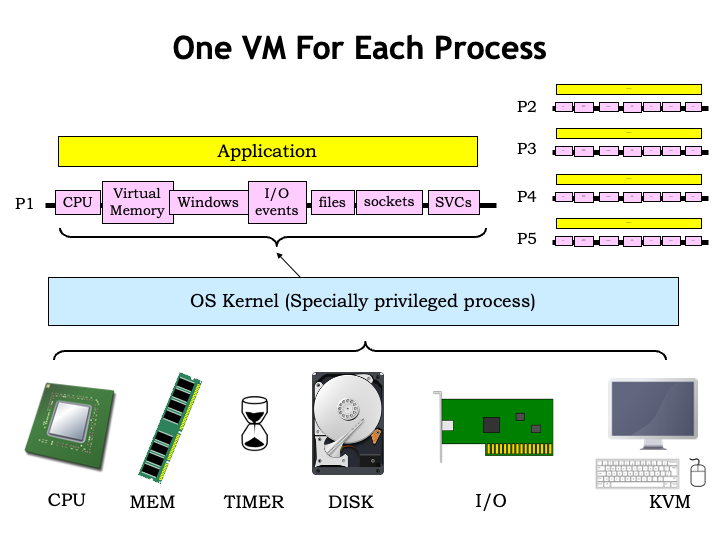 One VM For Each Process
Application
P1
CPU
Virtual
Memory
Windows
I/O
events
files
sockets
SVCs
P2
P3
P4
P5
OS Kernel (Specially privileged process)
CPU
MEM
TIMER
DISK
I/O
KVM